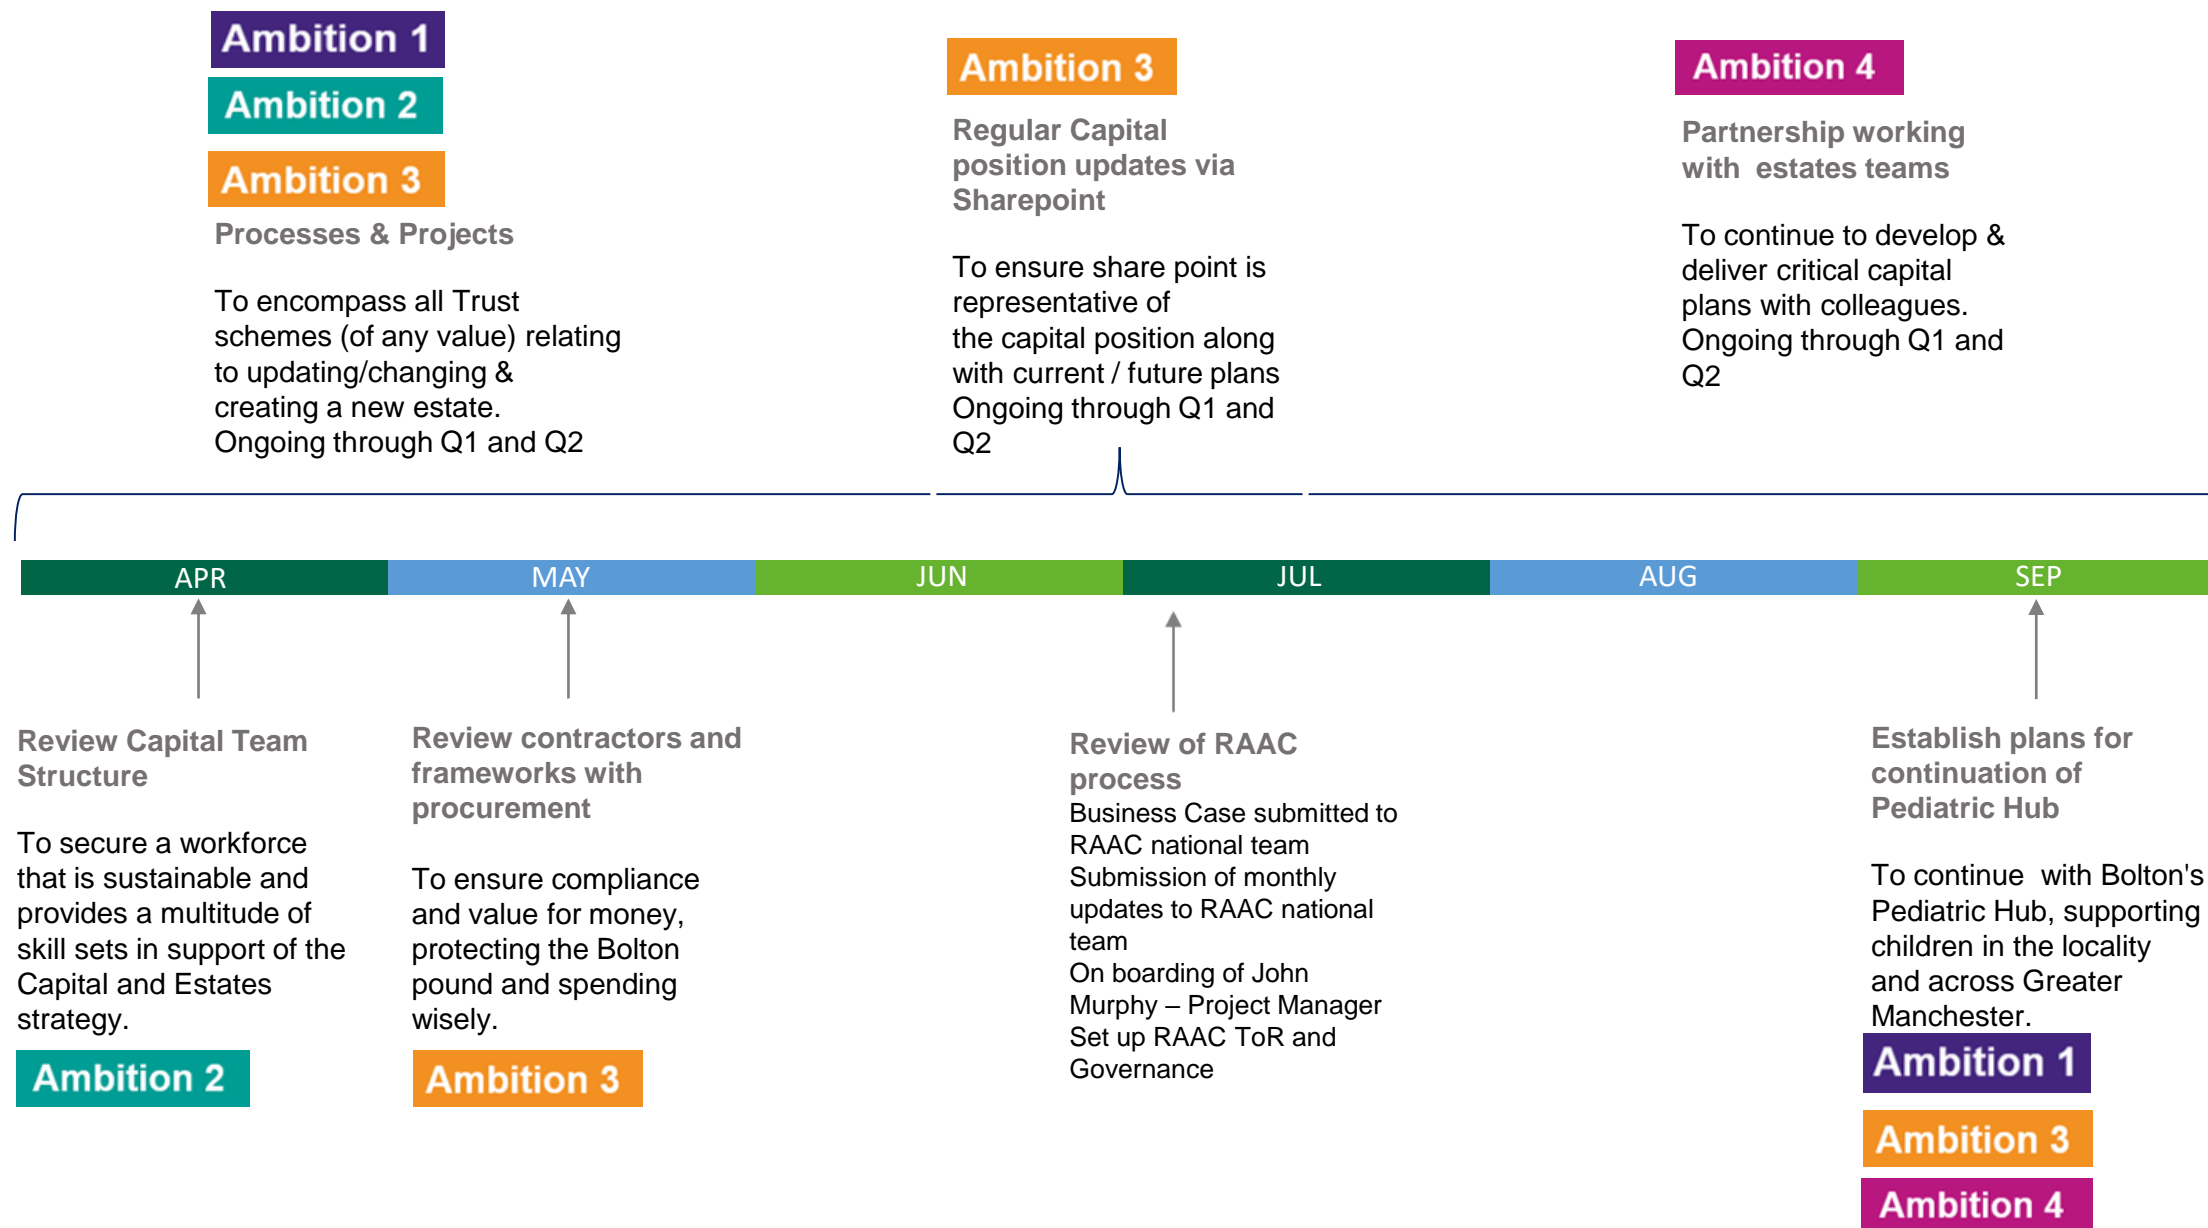 Ambition 1
Ambition 2
Ambition 3
Processes & Projects
To encompass all Trust
schemes (of any value) relating
to updating/changing &
creating a new estate.
Ongoing through Q1 and Q2
Ambition 3
Regular Capital
position updates via
Sharepoint
To ensure share point is
representative of
the capital position along
with current / future plans
Ongoing through Q1 and
Q2
Ambition 4
Partnership working
with estates teams
To continue to develop &
deliver critical capital
plans with colleagues.
Ongoing through Q1 and
Q2
APR
MAY
JUN
JUL
AUG
SEP
Review Capital Team
Structure
To secure a workforce
that is sustainable and
provides a multitude of
skill sets in support of the
Capital and Estates
strategy.
Ambition 2
Review contractors and
frameworks with
procurement
To ensure compliance
and value for money,
protecting the Bolton
pound and spending
wisely.
Ambition 3
Review of RAAC
process
Business Case submitted to
RAAC national team
Submission of monthly
updates to RAAC national
team
On boarding of John
Murphy – Project Manager
Set up RAAC ToR and
Governance
Establish plans for
continuation of
Pediatric Hub
To continue with Bolton's
Pediatric Hub, supporting
children in the locality
and across Greater
Manchester.
Ambition 1
Ambition 3
Ambition 4